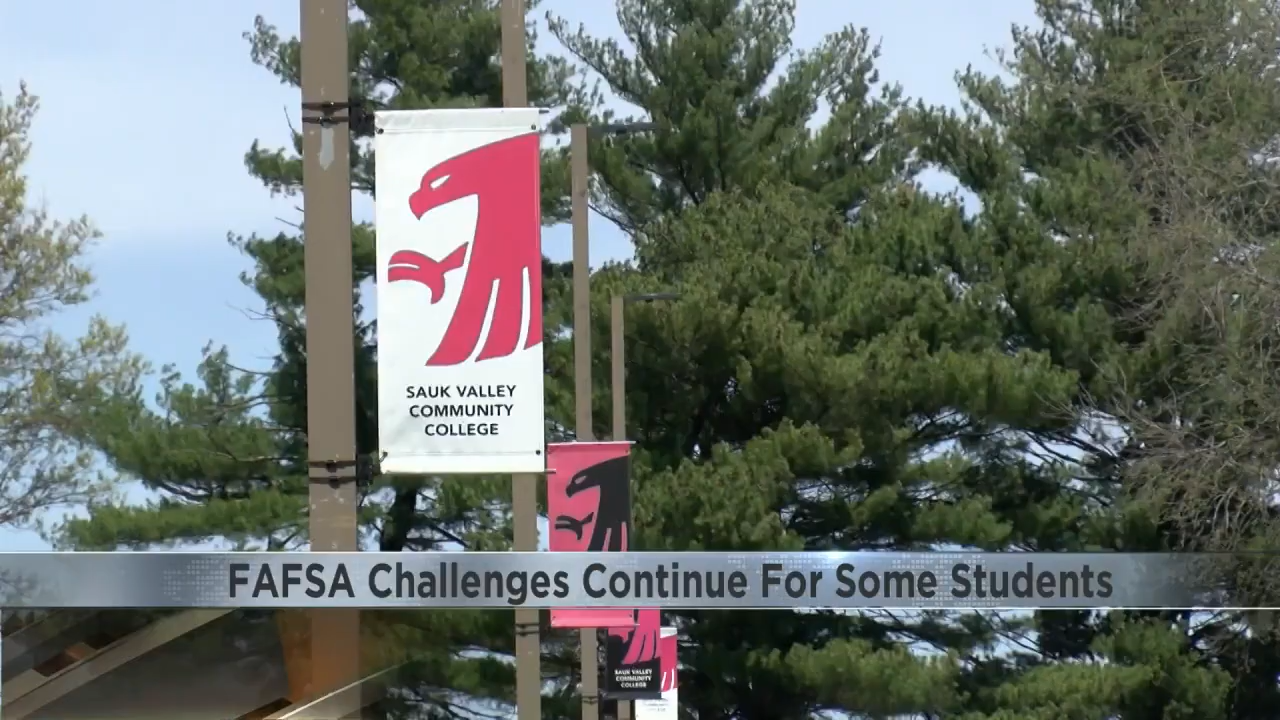 SAUK VALLEY
COMMUNITY
COLLEGE
FAFSA Challenges Continue For Some Students
SAUK VALLEY
COMMUNITY
COLLEGE